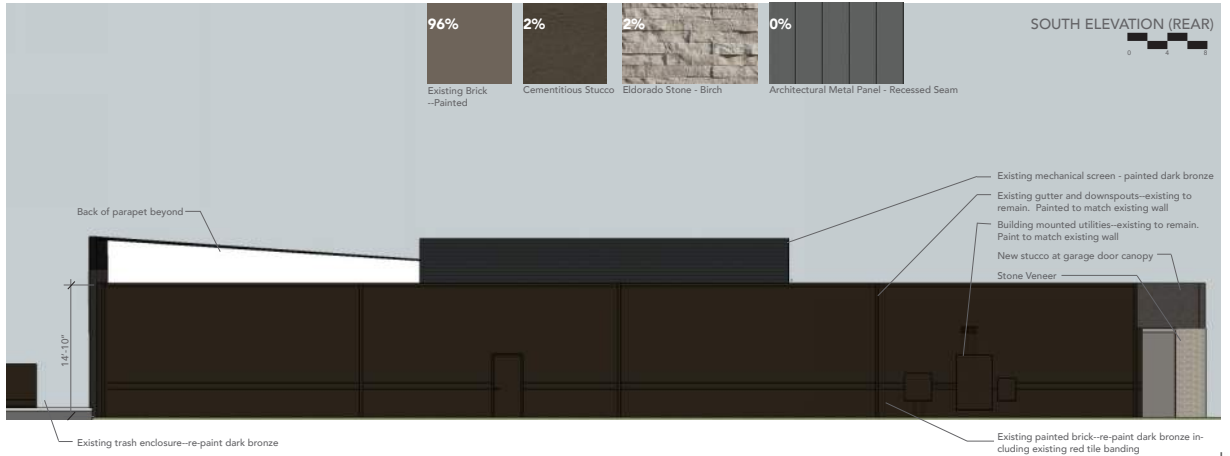 96%
2%
2%
0%
SOUTH ELEVATION (REAR)
0 4 8
Existing Brick
--Painted
Cementitious Stucco
Eldorado Stone - Birch
Architectural Metal Panel - Recessed Seam
Existing mechanical screen - painted dark bronze
Existing gutter and downspouts--existing to
remain. Painted to match existing wall
Building mounted utilities--existing to remain.
Paint to match existing wall
New stucco at garage door canopy
Stone Veneer
Back of parapet beyond
14'-10"
Existing trash enclosure--re-paint dark bronze
Existing painted brick--re-paint dark bronze in-
cluding existing red tile banding